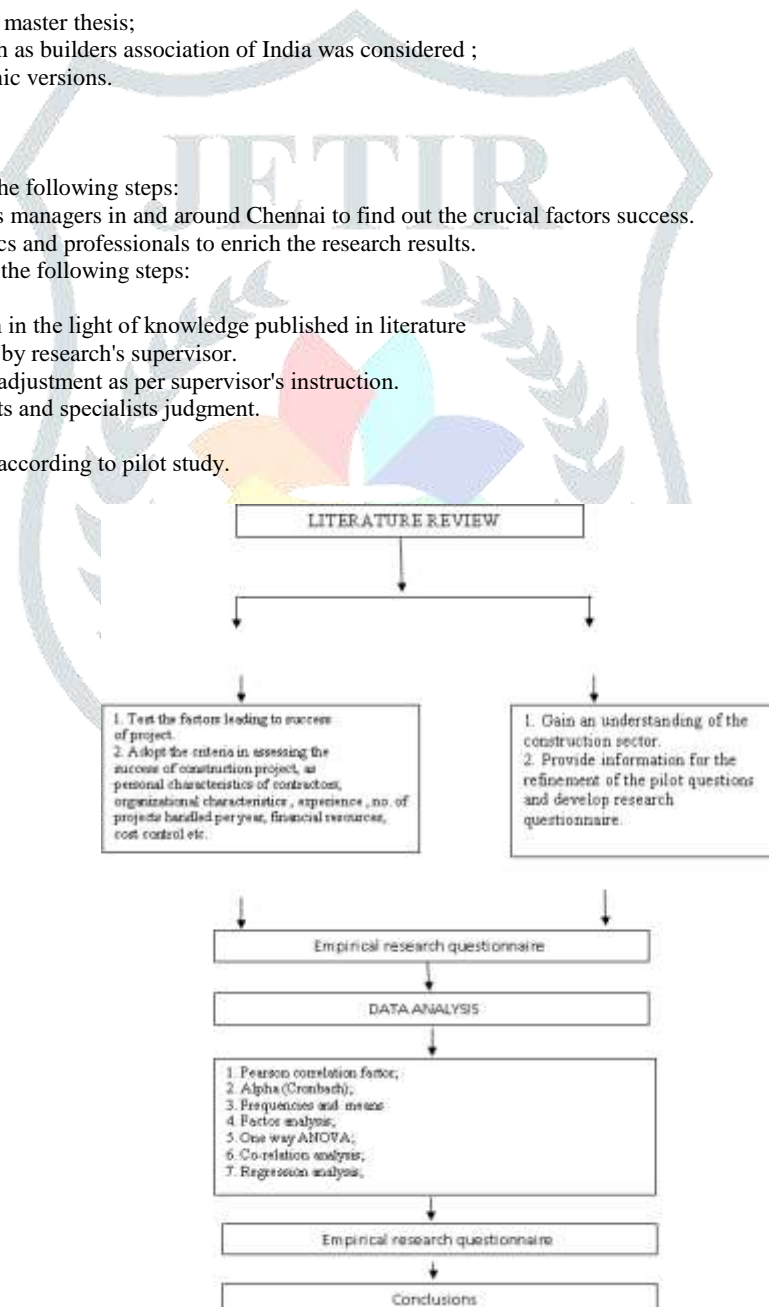 master thesis;
h as builders association of India was considered ;
nic versions.
JETIR
he following steps:
s managers in and around Chennai to find out the crucial factors success.
cs and professionals to enrich the research results.
the following steps:
n in the light of knowledge published in literature
by research's supervisor.
adjustment as per supervisor's instruction.
ts and specialists judgment.
according to pilot study.
LITERATURE REVIEW
1. Test the factors leading to success
of project.
2. Adopt the criteria in assessing the
success of construction project, as
personal characteristics of contractors,
organizational characteristics , experience , no. of
projects handled per year, financial resources,
cost control etc.
1. Gain an understanding of the
construction sector.
2. Provide information for the
refinement of the pilot questions
and develop research
questionnaire.
Empirical research questionnaire
DATA ANALYSIS
1. Pearson correlation factor;
2. Alpha (Cronbach);
3. Frequencies and means
4. Factor analysis;
5. One way ANOVA;
6. Co-relation analysis;
7. Regression analysis;
Empirical research questionnaire
Conclusions